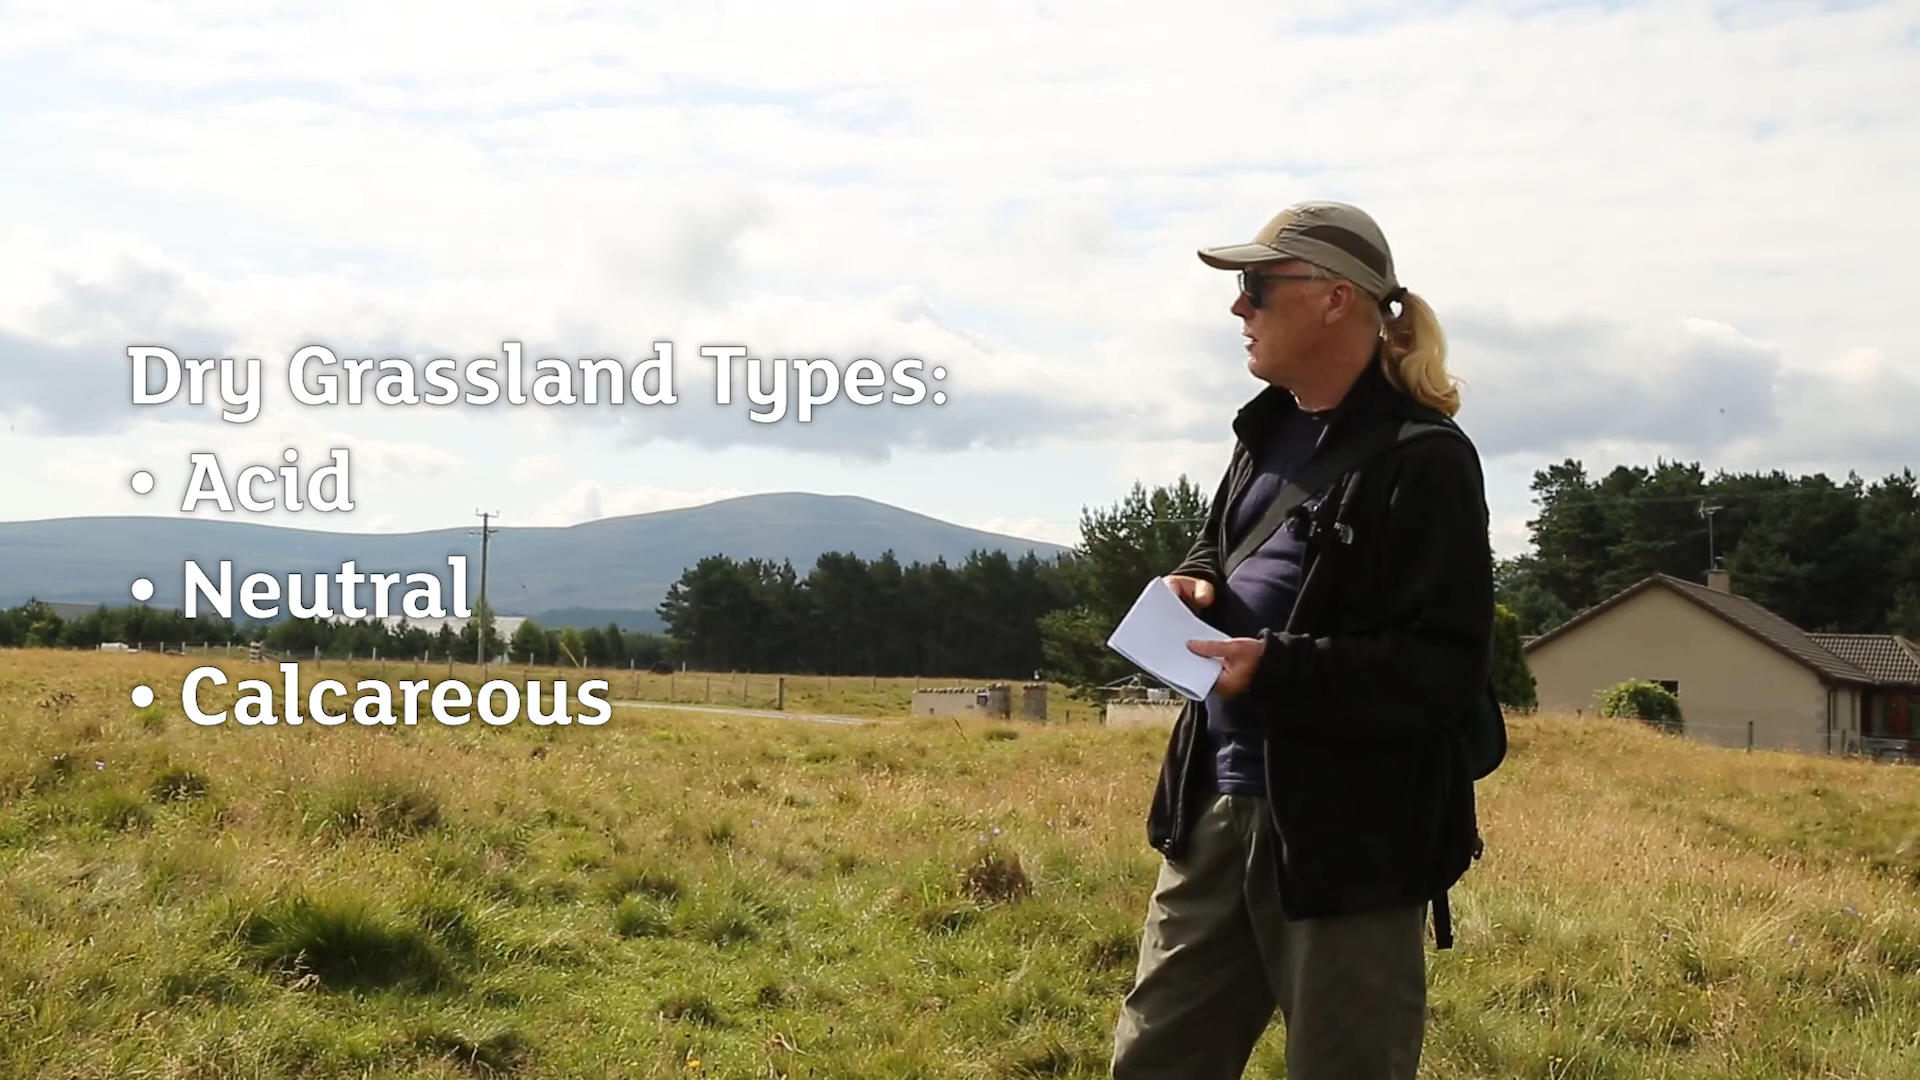 Dry Grassland Types:
• Acid
• Neutral
• Calcareous